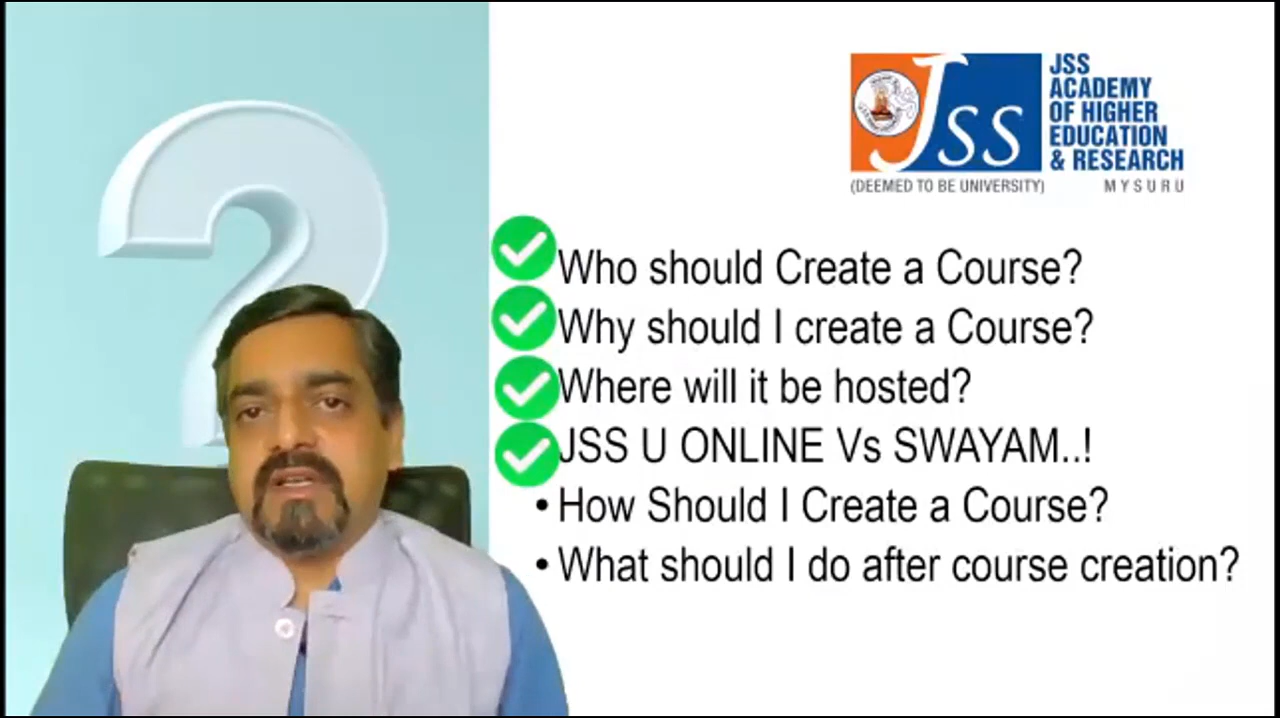 JSS
JSS
ACADEMY
OF HIGHER
EDUCATION
& RESEARCH
(DEEMED TO BE UNIVERSITY) MYSURU
Who should Create a Course?
Why should I create a Course?
Where will it be hosted?
JSS U ONLINE Vs SWAYAM..!
• How Should I Create a Course?
• What should I do after course creation?